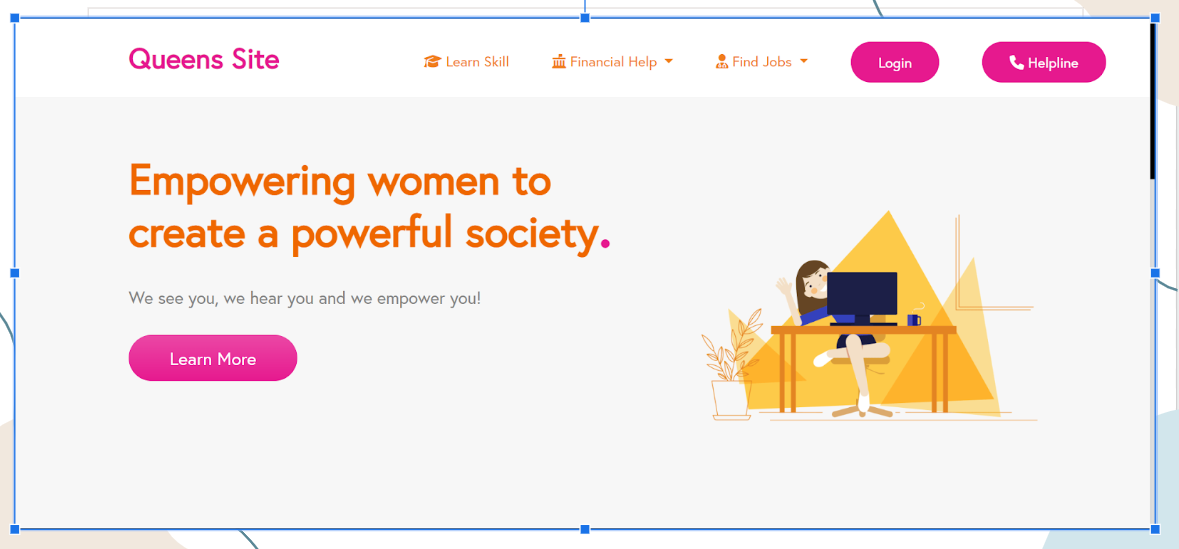 Queens Site
Learn Skill
Financial Help
Find Jobs
Login
Helpline
Empowering women to
create a powerful society.
We see you, we hear you and we empower you!
Learn More